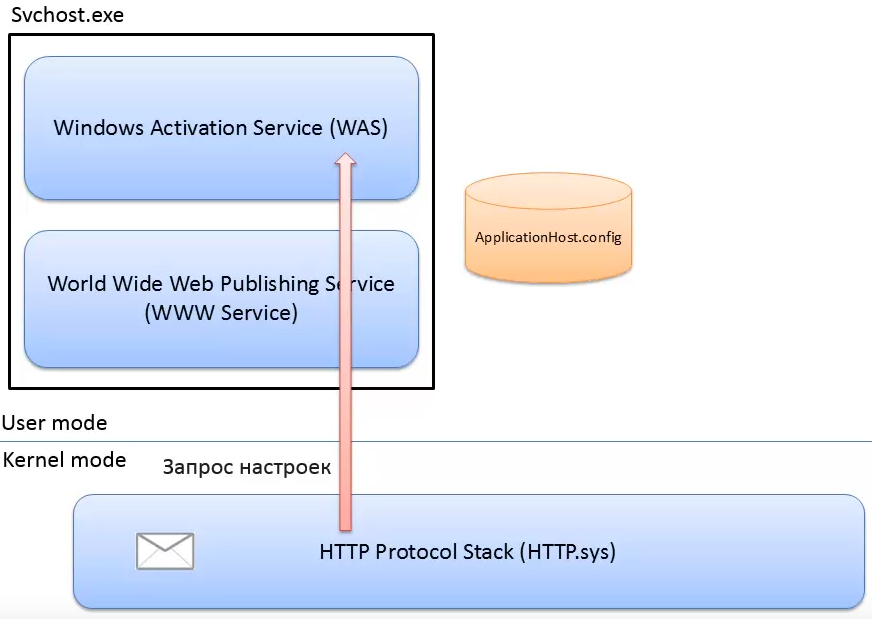 Svchost.exe
Windows Activation Service (WAS)
ApplicationHost.config
World Wide Web Publishing Service
(WWW Service)
User mode
Kernel mode
Запрос настроек
HTTP Protocol Stack (HTTP.sys)